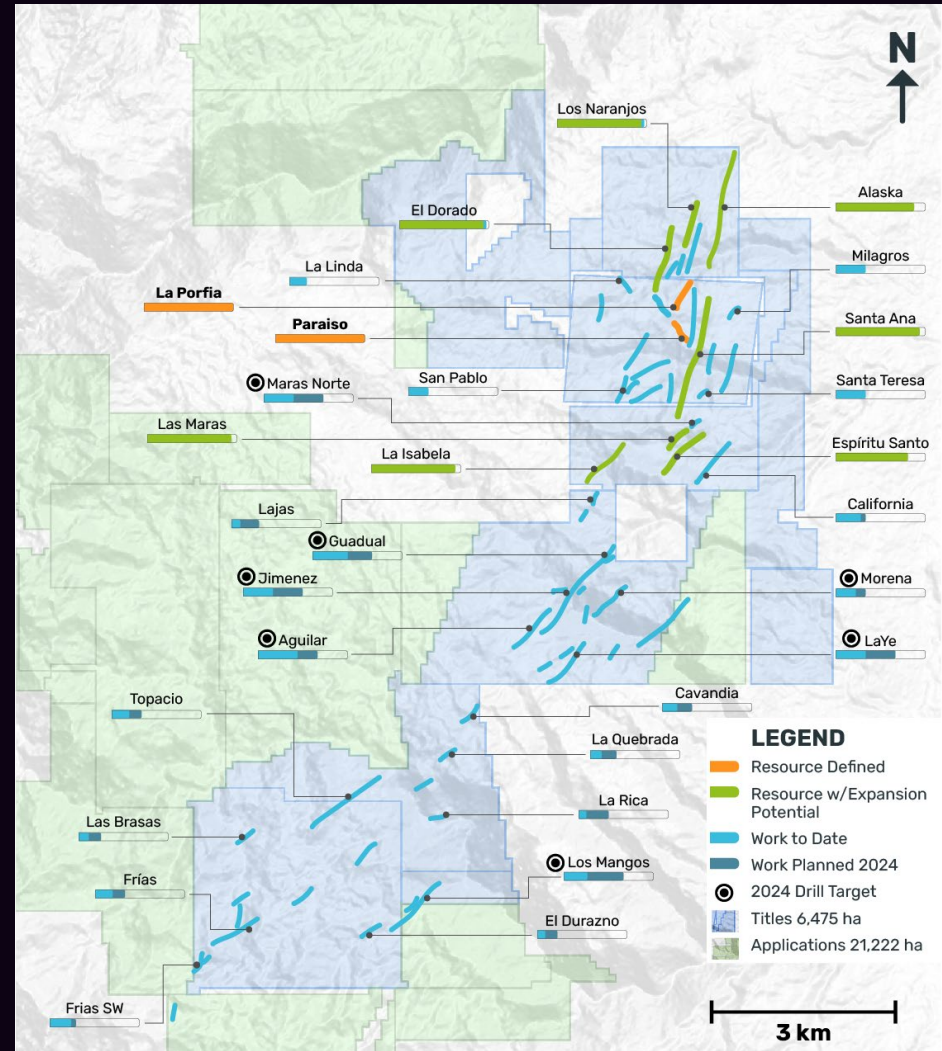 N
Los Naranjos
Alaska
El Dorado
Milagros
La Linda
La Porfia
Santa Ana
Paraiso
Maras Norte
San Pablo
Santa Teresa
Las Maras
Espíritu Santo
La Isabela
California
Lajas
Guadual
Jimenez
Morena
Aguilar
LaYe
Topacio
Cavandia
La Quebrada
La Rica
Las Brasas
Los Mangos
Frías
El Durazno
Frias SW
LEGEND
Resource Defined
Resource w/Expansion
Potential
Work to Date
Work Planned 2024
2024 Drill Target
Titles 6,475 ha
Applications 21,222 ha
3 km